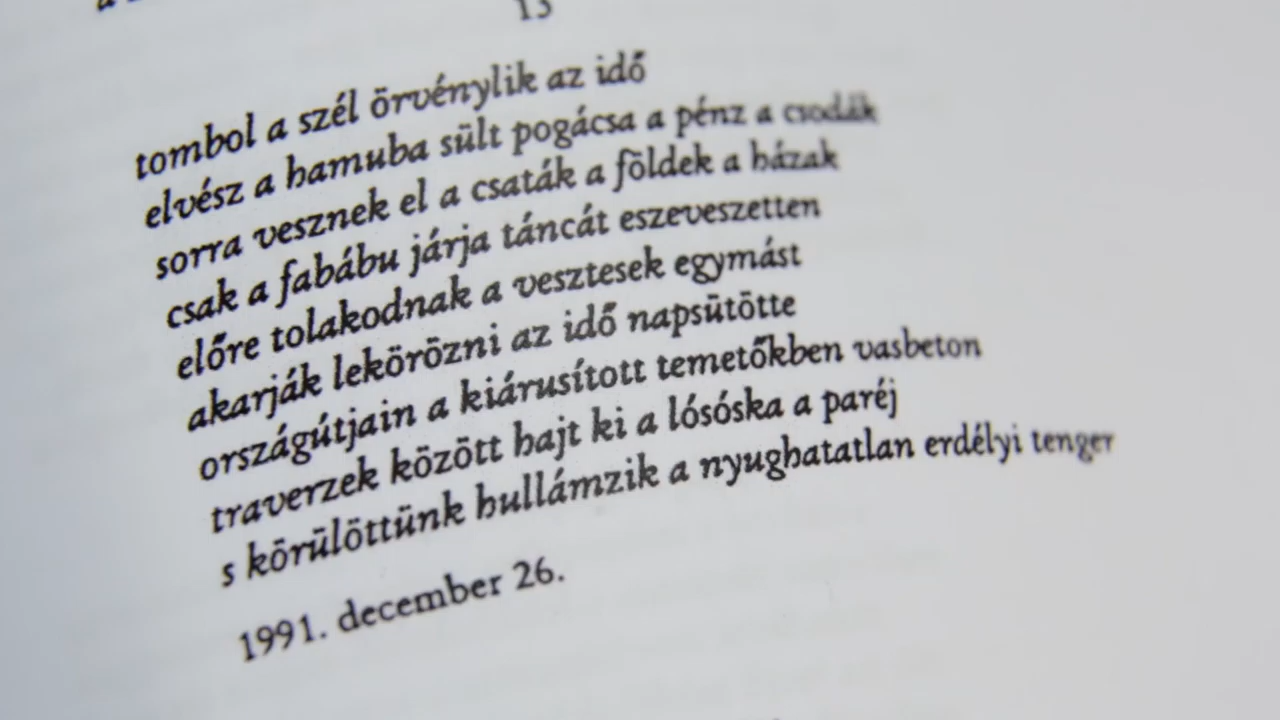 13
tombol a szél örvénylik az idő
elvész a hamuba sült pogácsa a pénz a csodák
sorra vesznek el a csaták a földek a házak
csak a fabábu járja táncát eszeveszetten
előre tolakodnak a vesztesek egymást
akarják lekörözni az idő napsütötte
országútjain a kiárusított temetőkben vasbeton
traverzek között hajt ki a lósóska a paréj
s körülöttünk hullámzik a nyughatatlan erdélyi tenger
1991. december 26.